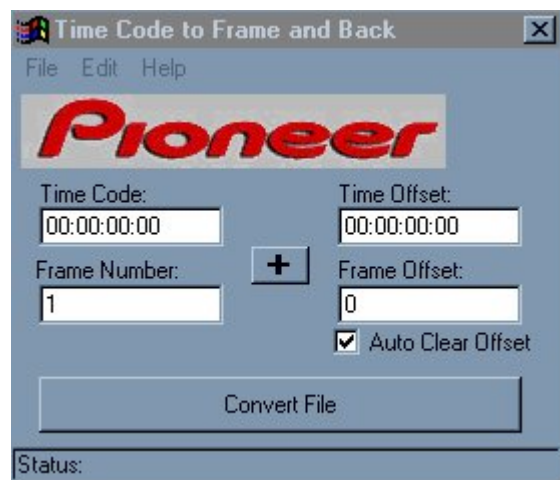 Time Code to Frame and Back
File Edit Help
Pioneer
Time Code:
00:00:00:00
Time Offset:
00:00:00:00
+
Frame Number:
1
Frame Offset:
0
Auto Clear Offset
Convert File
Status: